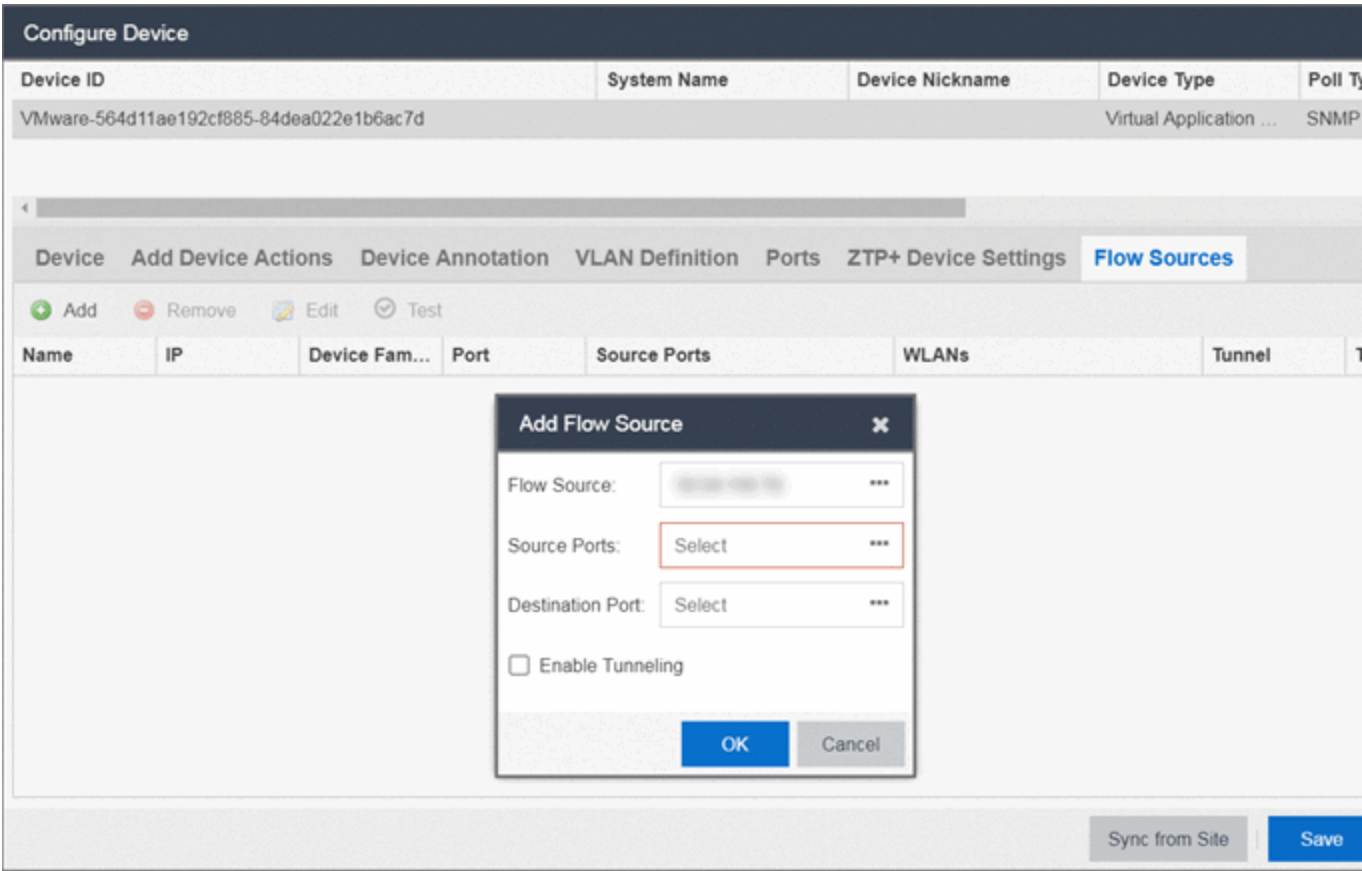 Configure Device
Device ID System Name Device Nickname Device Type Poll Ty
VMware-564d11ae192cf885-84dea022e1b6ac7d Virtual Application ... SNMP
Device Add Device Actions Device Annotation VLAN Definition Ports ZTP+ Device Settings Flow Sources
Add Remove Edit Test
Name IP Device Fam... Port Source Ports WLANs Tunnel T
Add Flow Source
Flow Source:
Source Ports: Select
Destination Port: Select
Enable Tunneling
OK Cancel
Sync from Site Save